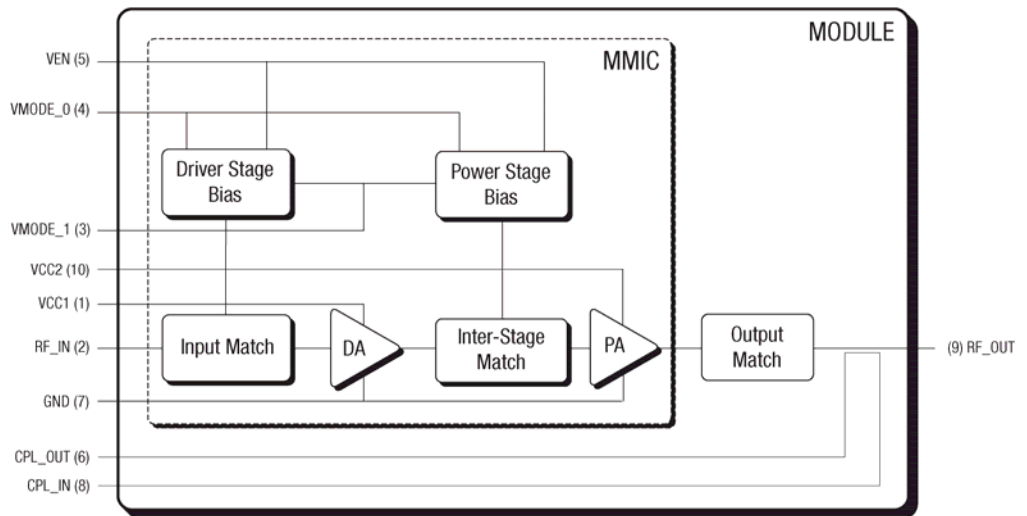 MODULE
MMIC
VEN (5)
VMODE_0 (4)
Driver Stage
Bias
Power Stage
Bias
VMODE_1 (3)
VCC2 (10)
VCC1 (1)
RF_IN (2)
Input Match
DA
Inter-Stage
Match
PA
Output
Match
(9) RF_OUT
GND (7)
CPL_OUT (6)
CPL_IN (8)